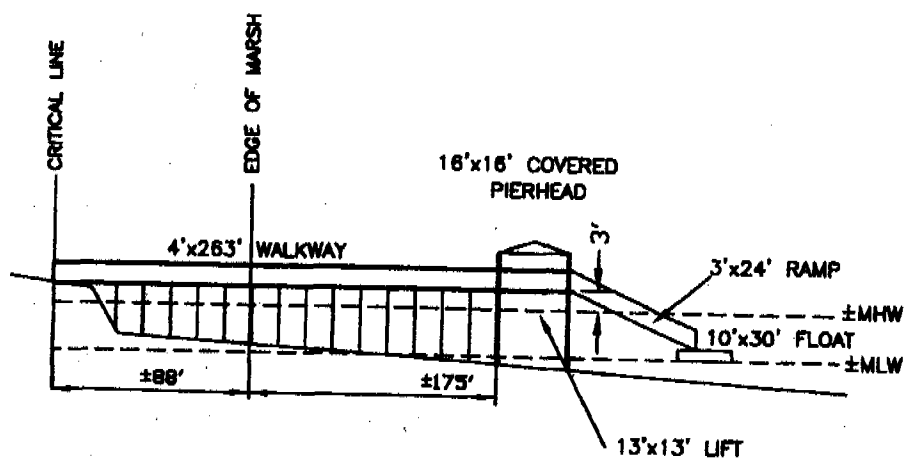 CRITICAL LINE
EDGE OF MARSH
16'x16' COVERED
PIERHEAD
4'x263' WALKWAY
3'
3'x24' RAMP
±MHW
10'x30' FLOAT
±MLW
±88'
±175'
13'x13' LIFT